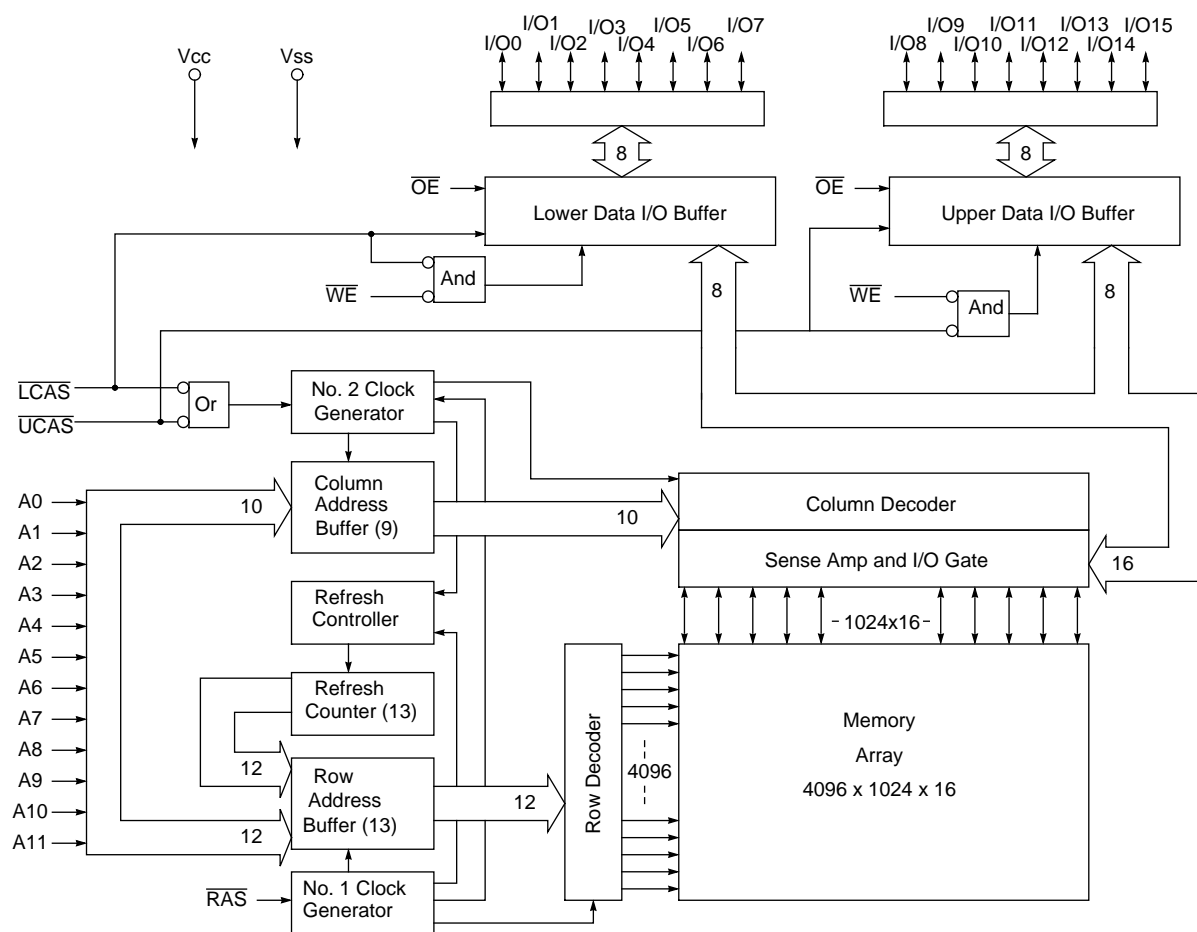 I/O0 I/O1 I/O2 I/O3 I/O4 I/O5 I/O6 I/O7
I/O8 I/O9 I/O10 I/O11 I/O12 I/O13 I/O14 I/O15
Vcc
Vss
8
8
OE
Lower Data I/O Buffer
OE
Upper Data I/O Buffer
And
WE
8
WE
And
8
LCAS
UCAS
Or
No. 2 Clock
Generator
A0
A1
A2
A3
A4
A5
A6
A7
A8
A9
A10
A11
10
Column
Address
Buffer (9)
10
Column Decoder
Sense Amp and I/O Gate
16
Refresh
Controller
1024x16
Refresh
Counter (13)
12
Row
Address
Buffer (13)
12
12
Row Decoder
4096
Memory
Array
4096 x 1024 x 16
RAS
No. 1 Clock
Generator